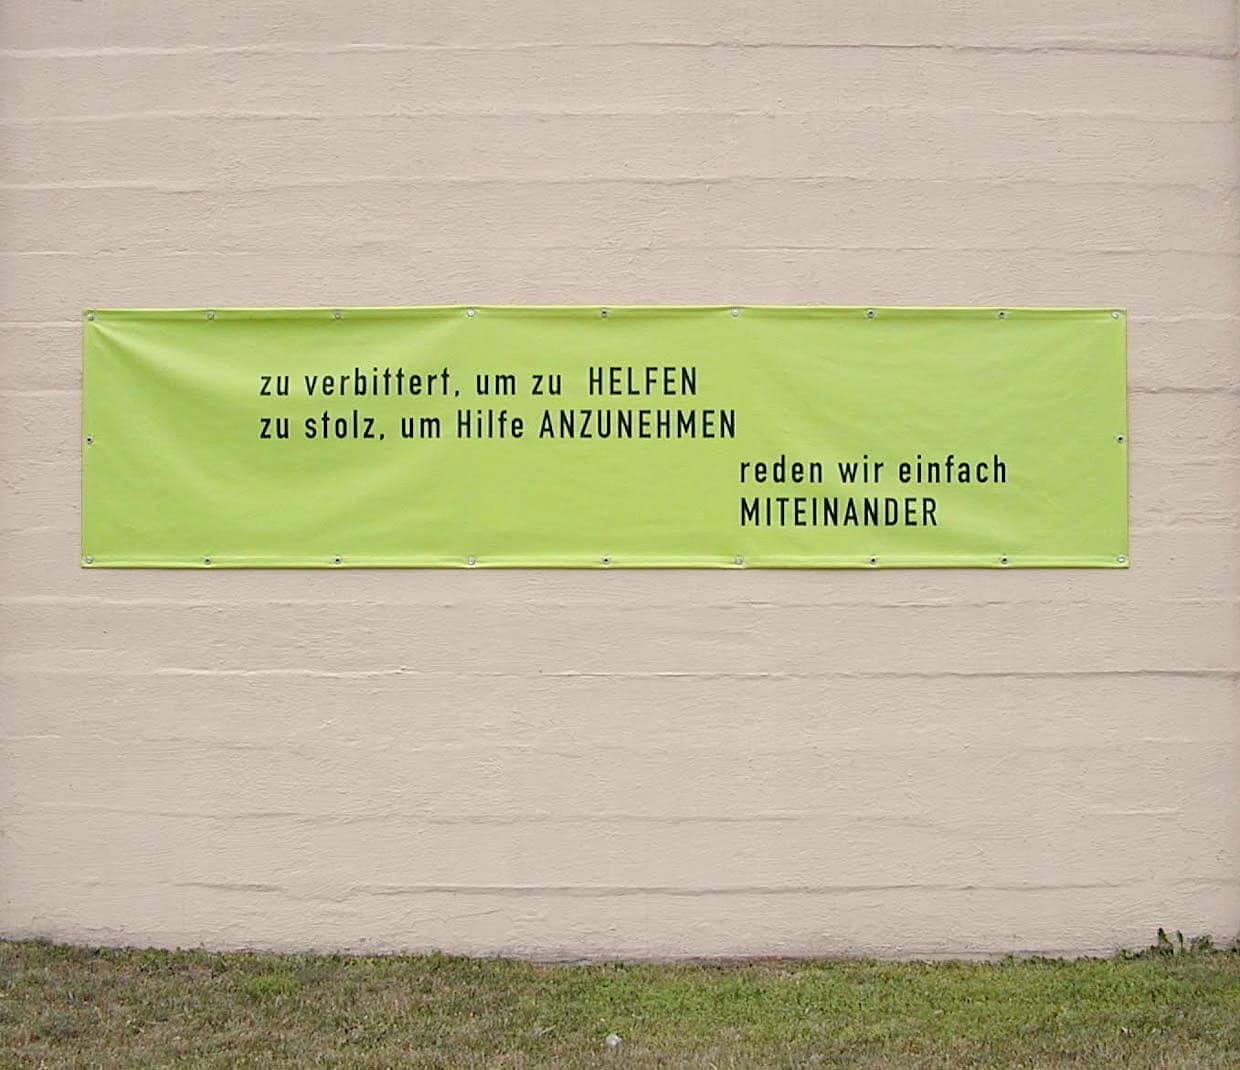 zu verbittert, um zu HELFEN
zu stolz, um Hilfe ANZUNEHMEN
reden wir einfach
MITEINANDER